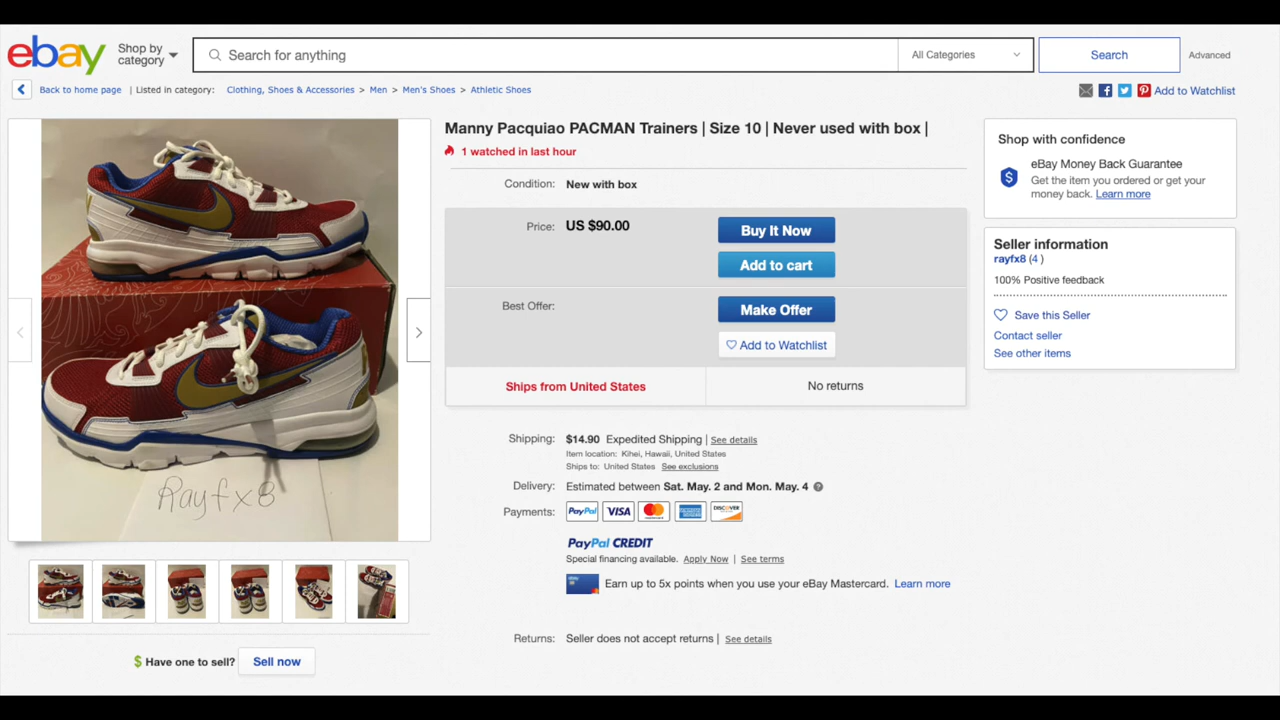 ebay
Shop by
category
Search for anything
All Categories
Search
Advanced
Back to home page | Listed in category: Clothing, Shoes & Accessories > Men > Men's Shoes > Athletic Shoes
Add to Watchlist
Manny Pacquiao PACMAN Trainers | Size 10 | Never used with box |
1 watched in last hour
Condition: New with box
Price: US $90.00
Buy It Now
Add to cart
Best Offer:
Make Offer
Add to Watchlist
Ships from United States
No returns
Shipping: $14.90 Expedited Shipping | See details
Item location: Kihei, Hawaii, United States
Ships to: United States See exclusions
Delivery: Estimated between Sat. May. 2 and Mon. May. 4
Payments: PayPal VISA MasterCard AMERICAN EXPRESS DISCOVER
PayPal CREDIT
Special financing available. Apply Now | See terms
Earn up to 5x points when you use your eBay Mastercard. Learn more
Returns: Seller does not accept returns | See details
Shop with confidence
eBay Money Back Guarantee
Get the item you ordered or get your
money back. Learn more
Seller information
rayfx8 (4 )
100% Positive feedback
Save this Seller
Contact seller
See other items
Rayfx8
$ Have one to sell? Sell now